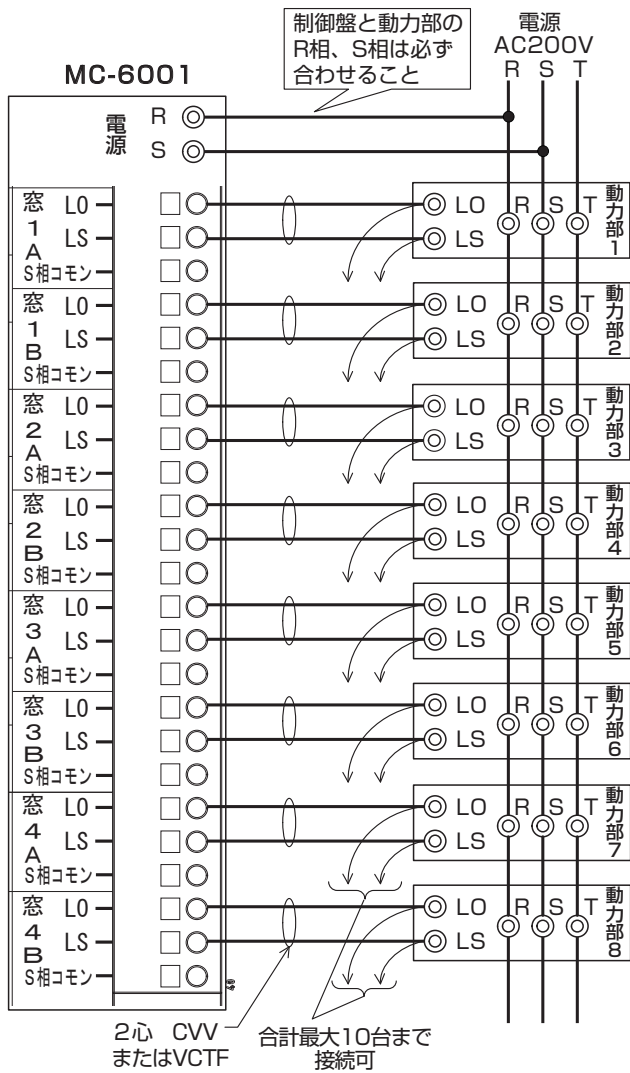 制御盤と動力部の
R相、S相は必ず
合わせること
電源
AC200V
R S T
MC-6001
電源
R
S
窓1A
LO
LS
S相コモン
LO
LS
R S T
動力部1
窓1B
LO
LS
S相コモン
LO
LS
R S T
動力部2
窓2A
LO
LS
S相コモン
LO
LS
R S T
動力部3
窓2B
LO
LS
S相コモン
LO
LS
R S T
動力部4
窓3A
LO
LS
S相コモン
LO
LS
R S T
動力部5
窓3B
LO
LS
S相コモン
LO
LS
R S T
動力部6
窓4A
LO
LS
S相コモン
LO
LS
R S T
動力部7
窓4B
LO
LS
S相コモン
LO
LS
R S T
動力部8
2心 CVV
またはVCTF
合計最大10台まで
接続可